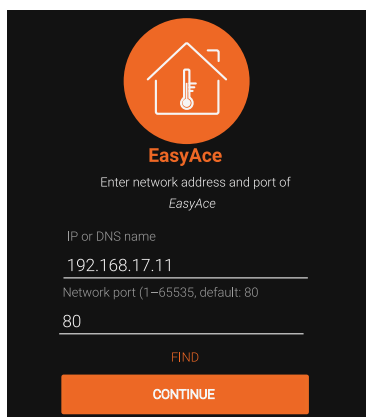 EasyAce
Enter network address and port of
EasyAce
IP or DNS name
192.168.17.11
Network port (1–65535, default: 80
80
FIND
CONTINUE